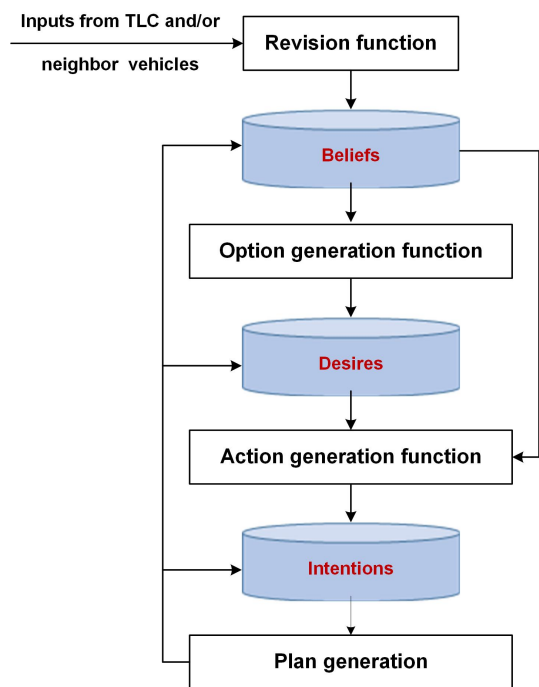 Inputs from TLC and/or
neighbor vehicles
Revision function
Beliefs
Option generation function
Desires
Action generation function
Intentions
Plan generation